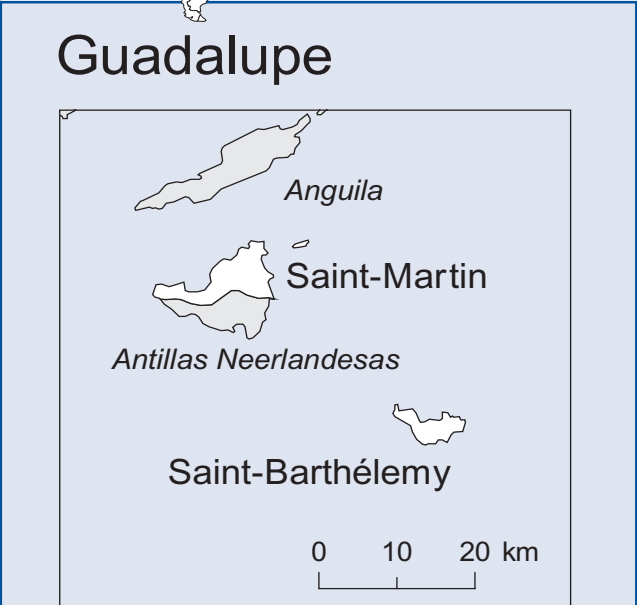 Guadalupe
Anguila
Saint-Martin
Antillas Neerlandesas
Saint-Barthélemy
0 10 20 km